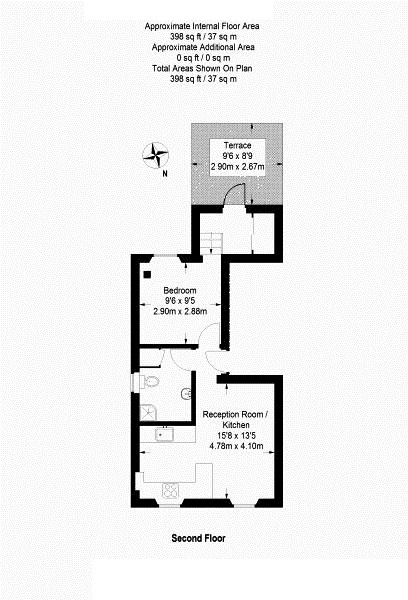 Approximate Internal Floor Area
398 sq ft / 37 sq m
Approximate Additional Area
0 sq ft / 0 sq m
Total Areas Shown On Plan
398 sq ft / 37 sq m
Terrace
9'6 x 8'9
2.90m x 2.67m
N
Bedroom
9'6 x 9'5
2.90m x 2.88m
Reception Room /
Kitchen
15'8 x 13'5
4.78m x 4.10m
Second Floor